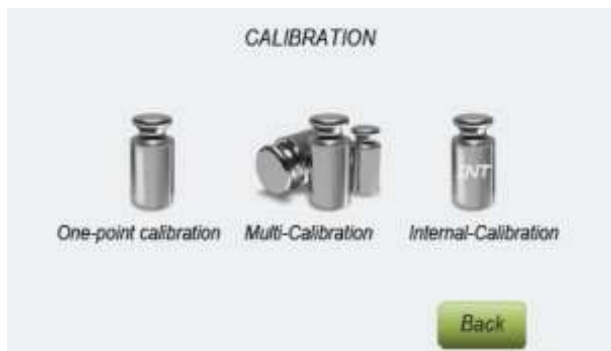 CALIBRATION
INT
One-point calibration
Multi-Calibration
Internal-Calibration
Back